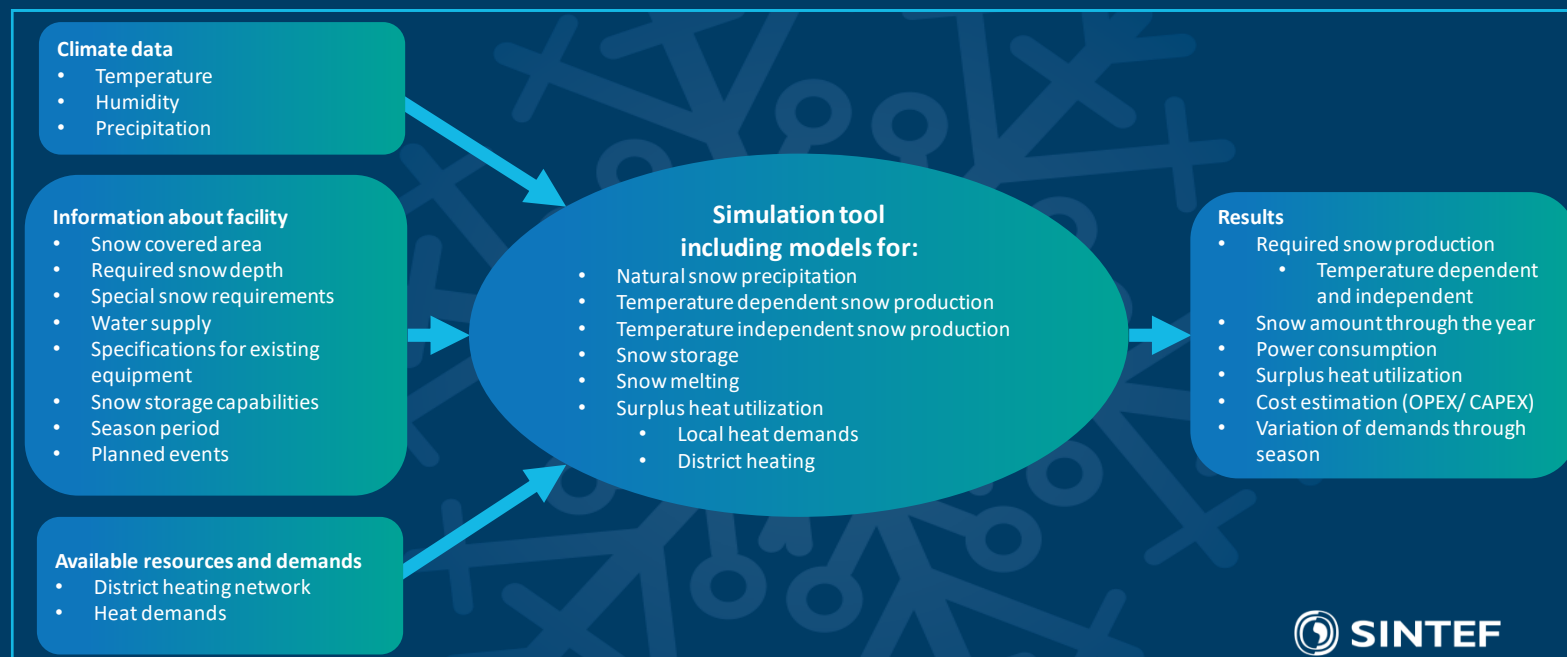 Climate data
• Temperature
• Humidity
• Precipitation
Information about facility
• Snow covered area
• Required snow depth
• Special snow requirements
• Water supply
• Specifications for existing
equipment
• Snow storage capabilities
• Season period
• Planned events
Available resources and demands
• District heating network
• Heat demands
Simulation tool
including models for:
• Natural snow precipitation
• Temperature dependent snow production
• Temperature independent snow production
• Snow storage
• Snow melting
• Surplus heat utilization
• Local heat demands
• District heating
Results
• Required snow production
• Temperature dependent
and independent
• Snow amount through the year
• Power consumption
• Surplus heat utilization
• Cost estimation (OPEX/ CAPEX)
• Variation of demands through
season
SINTEF